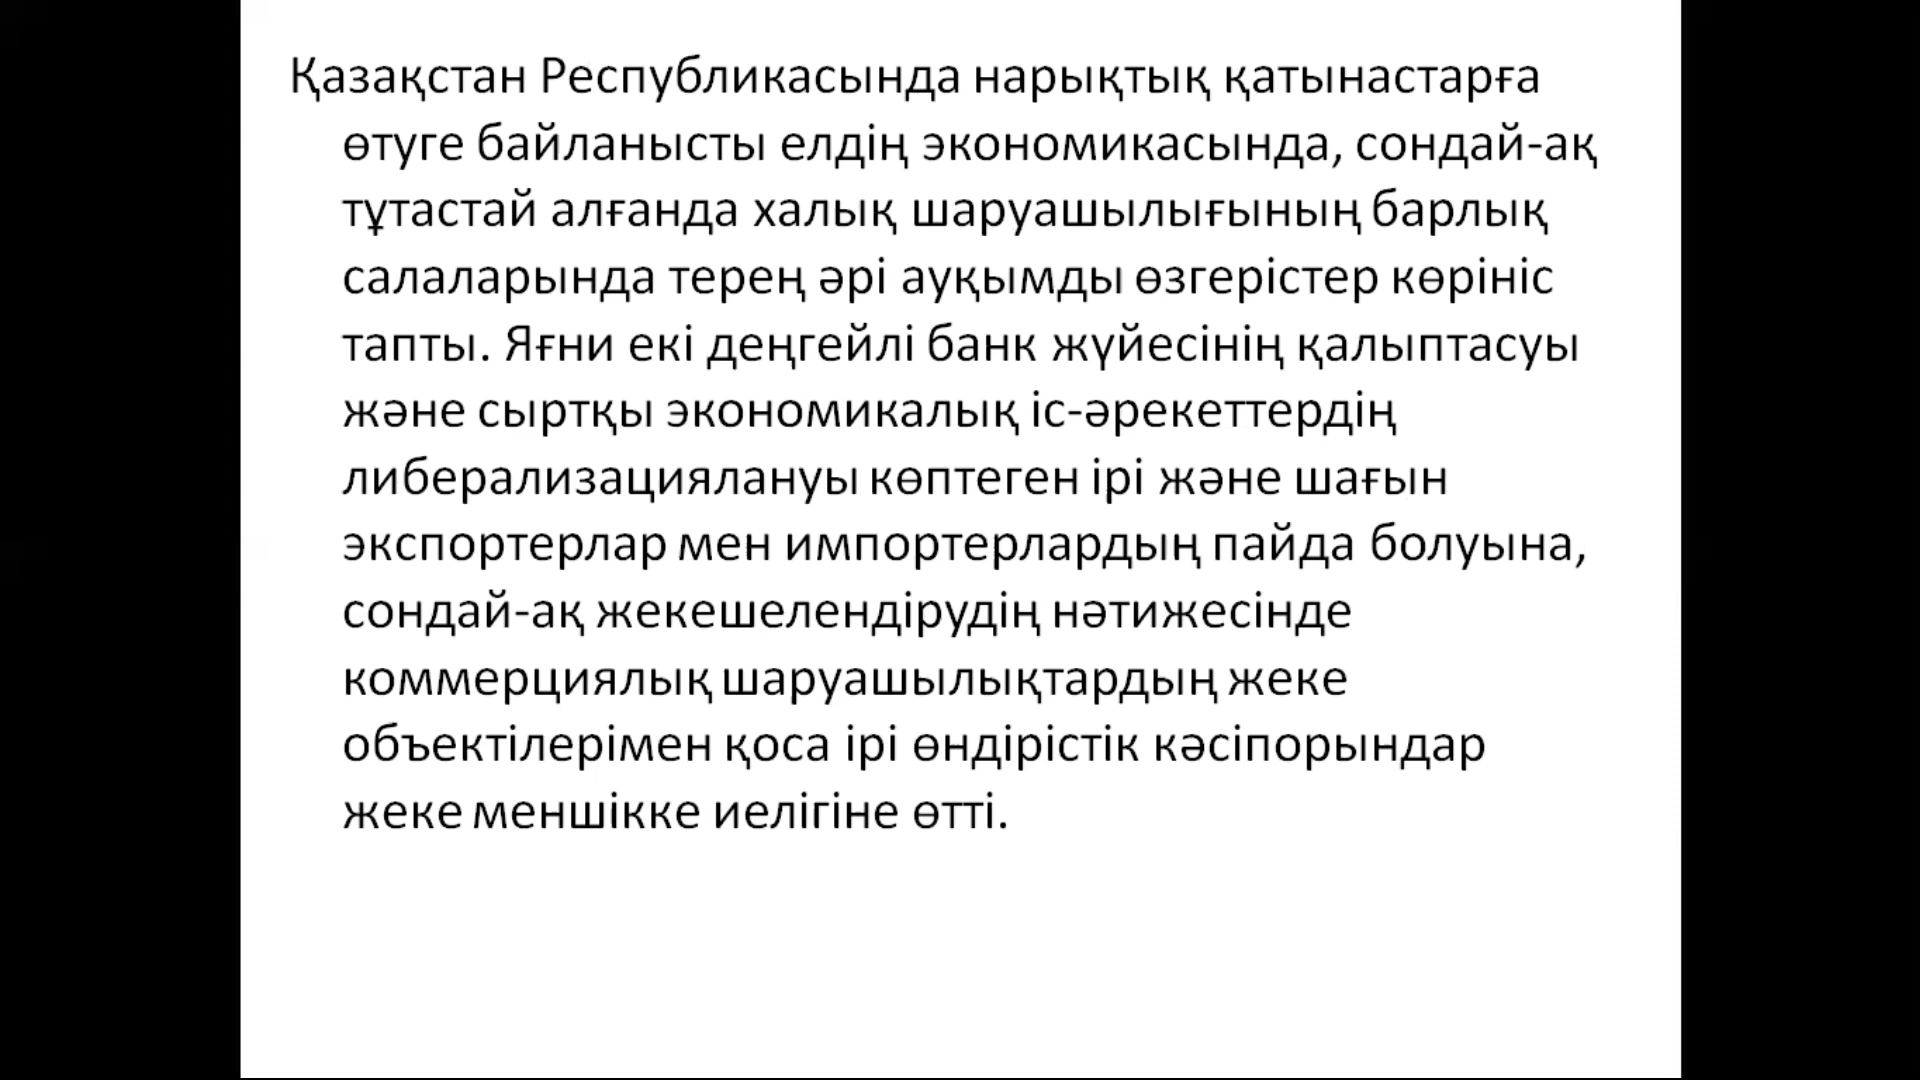 Қазақстан Республикасында нарықтық қатынастарға
өтуге байланысты елдің экономикасында, сондай-ақ
тұтастай алғанда халық шаруашылығының барлық
салаларында терең әрі ауқымды өзгерістер көрініс
тапты. Яғни екі деңгейлі банк жүйесінің қалыптасуы
және сыртқы экономикалық іс-әрекеттердің
либерализациялануы көптеген ірі және шағын
экспортерлар мен импортерлардың пайда болуына,
сондай-ақ жекешелендірудің нәтижесінде
коммерциялық шаруашылықтардың жеке
объектілерімен қоса ірі өндірістік кәсіпорындар
жеке меншікке иелігіне өтті.